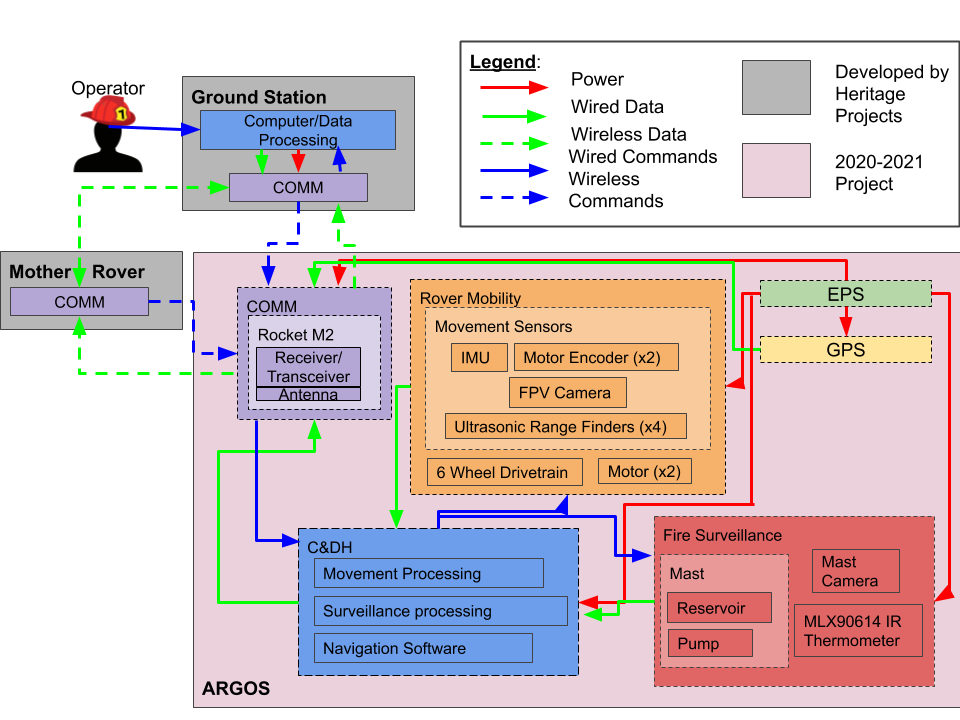 Legend:
Power
Wired Data
Wireless Data
Wired Commands
Wireless
Commands
Developed by
Heritage
Projects
2020-2021
Project
Operator
1
Ground Station
Computer/Data
Processing
COMM
Mother Rover
COMM
COMM
Rocket M2
Receiver/
Transceiver
Antenna
Rover Mobility
Movement Sensors
IMU
Motor Encoder (x2)
FPV Camera
Ultrasonic Range Finders (x4)
6 Wheel Drivetrain
Motor (x2)
EPS
GPS
C&DH
Movement Processing
Surveillance processing
Navigation Software
Fire Surveillance
Mast
Reservoir
Pump
Mast
Camera
MLX90614 IR
Thermometer
ARGOS